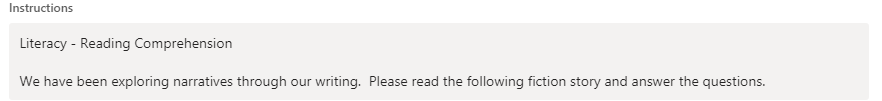 Instructions
Literacy - Reading Comprehension
We have been exploring narratives through our writing.  Please read the following fiction story and answer the questions.